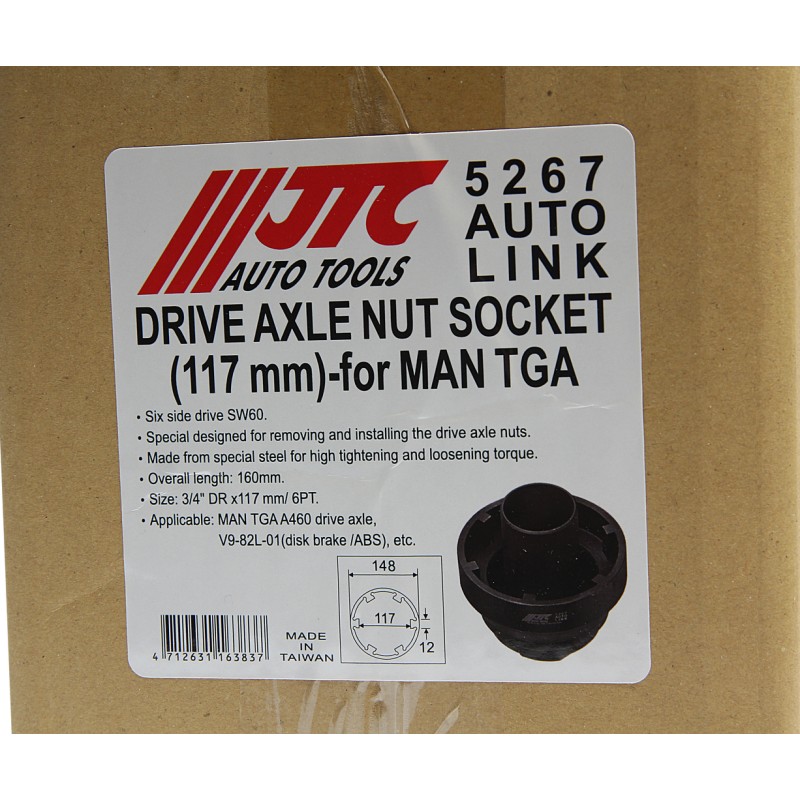 JTC
AUTO TOOLS
5267
AUTO
LINK
DRIVE AXLE NUT SOCKET
(117 mm)-for MAN TGA
• Six side drive SW60.
• Special designed for removing and installing the drive axle nuts.
• Made from special steel for high tightening and loosening torque.
• Overall length: 160mm.
• Size: 3/4" DR x117 mm/ 6PT.
• Applicable: MAN TGA A460 drive axle,
V9-82L-01(disk brake /ABS), etc.
148
117
12
4 712631 163837
MADE
IN
TAIWAN
JTC